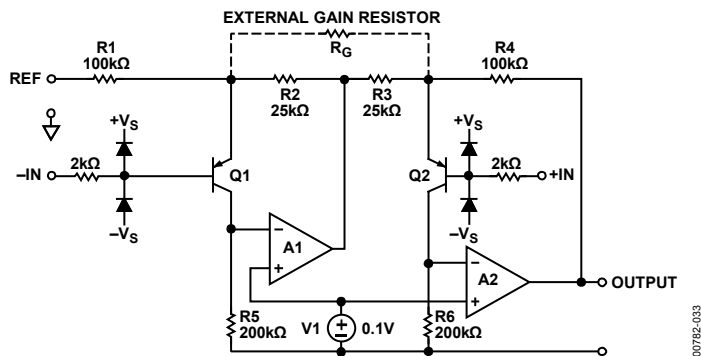 EXTERNAL GAIN RESISTOR
RG
R1
100kΩ
REF
R2
25kΩ
R3
25kΩ
R4
100kΩ
+VS
+VS
2kΩ
–IN
Q1
Q2
2kΩ
+IN
–VS
–VS
–
A1
+
–
A2
+
OUTPUT
R5
200kΩ
V1
+
–
0.1V
R6
200kΩ
00782-033